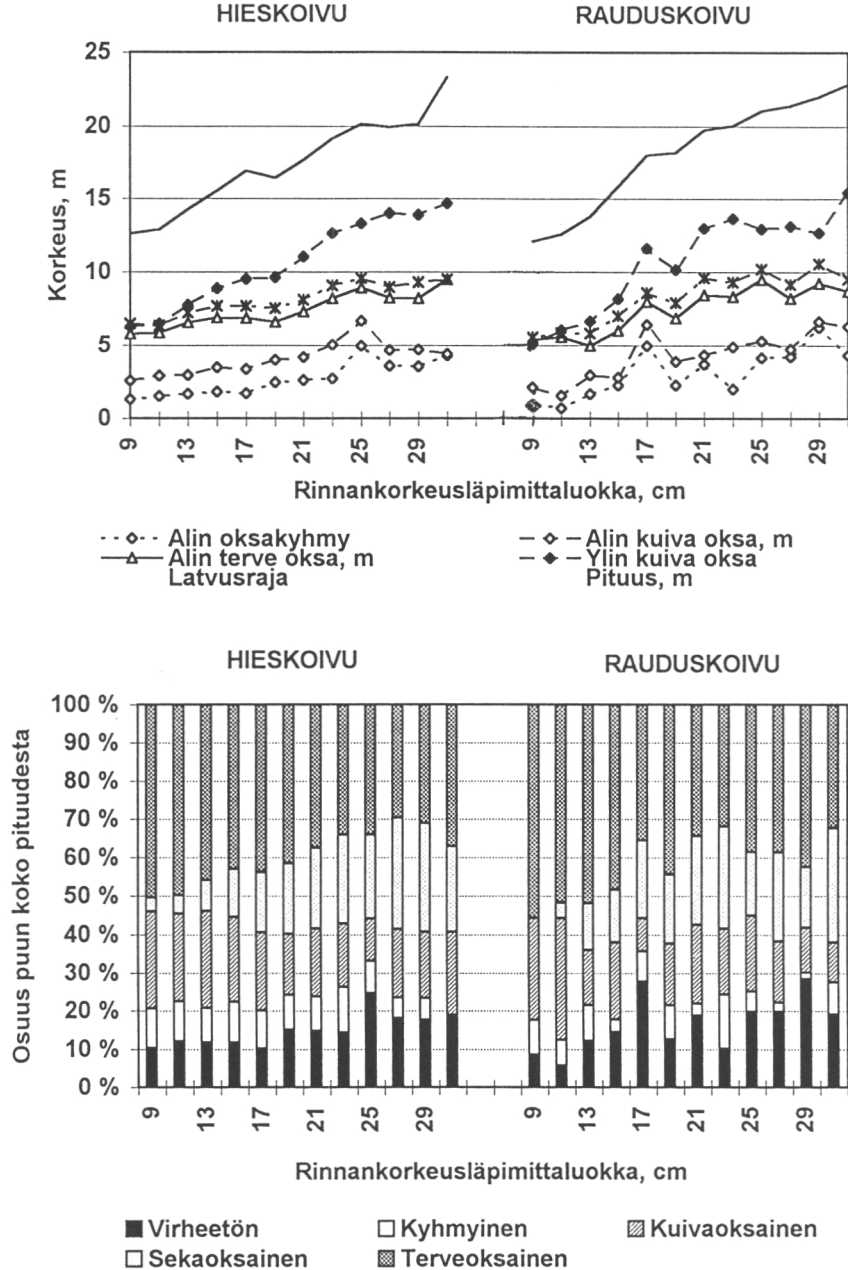 HIESKOIVU RAUDUSKOIVU
Korkeus, m
25
20
15
10
5
0
9 13 17 21 25 29 9 13 17 21 25 29
Rinnankorkeusläpimittaluokka, cm
Alin oksakyhmy Alin kuiva oksa, m
Alin terve oksa, m Ylin kuiva oksa
Latvusraja Pituus, m
HIESKOIVU RAUDUSKOIVU
Osuus puun koko pituudesta
100 %
90 %
80 %
70 %
60 %
50 %
40 %
30 %
20 %
10 %
0 %
9 13 17 21 25 29 9 13 17 21 25 29
Rinnankorkeusläpimittaluokka, cm
Virheetön Kyhmyinen Kuivaoksainen
Sekaoksainen Terveoksainen